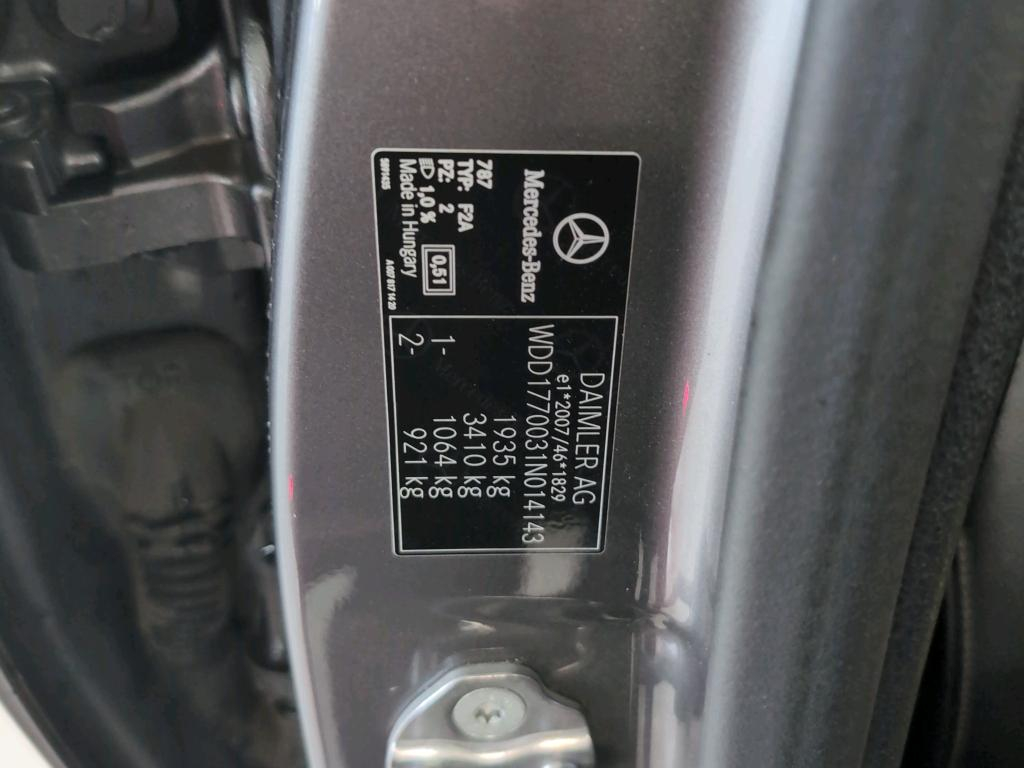 Mercedes-Benz
787
TYP: F2A
PZ: 2
1,0 %
0,51
Made in Hungary
DAIMLER AG
e1*2007/46*1829
WDD1770031N014143
1935 kg
3410 kg
1- 1064 kg
2- 921 kg